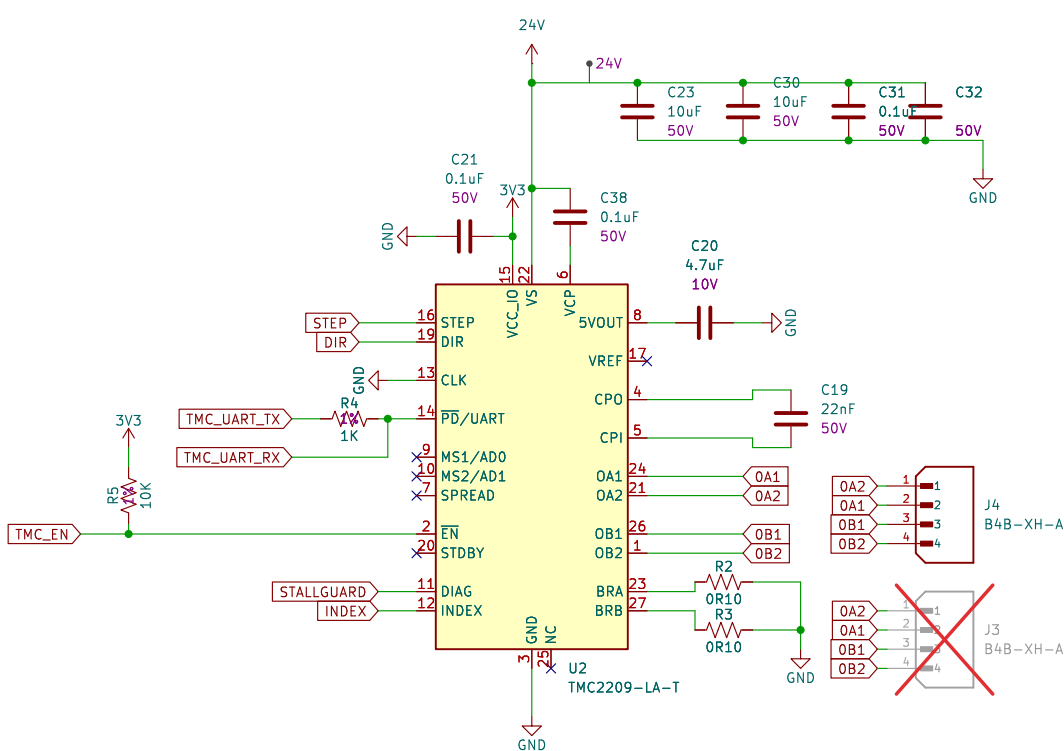 24V
24V
C23
10uF
50V
C30
10uF
50V
C31
0.1uF
50V
C32
50V
GND
C21
0.1uF
50V
3V3
GND
C38
0.1uF
50V
C20
4.7uF
10V
GND
15
22
6
VCC_IO
VS
VCP
STEP
16
STEP
DIR
19
DIR
GND
13
CLK
TMC_UART_TX
R4
1%
1K
14
PD/UART
TMC_UART_RX
9
MS1/AD0
10
MS2/AD1
7
SPREAD
3V3
R5
1%
10K
TMC_EN
2
EN
20
STDBY
STALLGUARD
11
DIAG
INDEX
12
INDEX
5VOUT
8
VREF
17
CPO
4
CPI
5
C19
22nF
50V
OA1
24
OA1
OA2
21
OA2
OB1
26
OB1
OB2
1
OB2
BRA
23
R2
0R10
BRB
27
R3
0R10
GND
GND
NC
3
25
U2
TMC2209-LA-T
GND
OA2
1
1
OA1
2
2
OB1
3
3
OB2
4
4
J4
B4B-XH-A
OA2
1
1
OA1
2
OB1
3
OB2
4
4
J3
B4B-XH-A